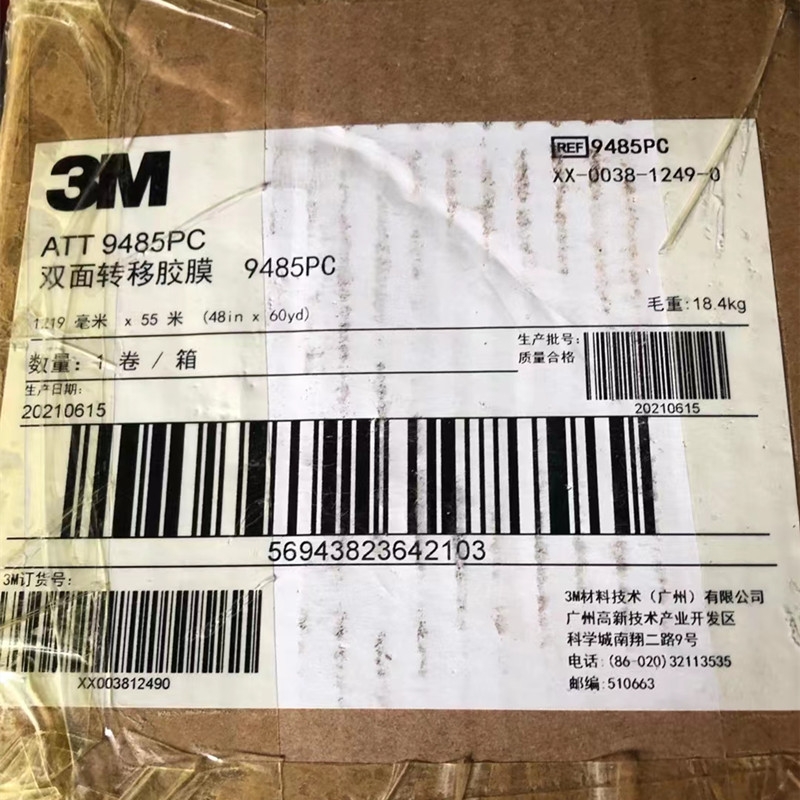 3M
REF 9485PC
XX-0038-1249-0
ATT 9485PC
双面转移胶膜 9485PC
1219 毫米 x 55 米 (48in x 60yd)
毛重:18.4kg
数量: 1 卷 / 箱
生产批号:
质量合格
生产日期:
20210615
20210615
56943823642103
3M订货号:
XX003812490
3M材料技术（广州）有限公司
广州高新技术产业开发区
科学城南翔二路9号
电话:(86-020)32113535
邮编:510663